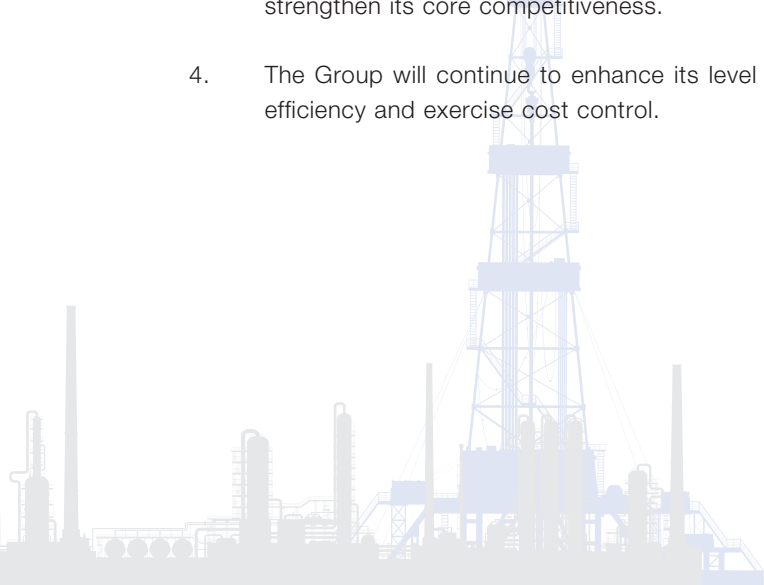 strengthen its core competitiveness.
4. The Group will continue to enhance its level
efficiency and exercise cost control.